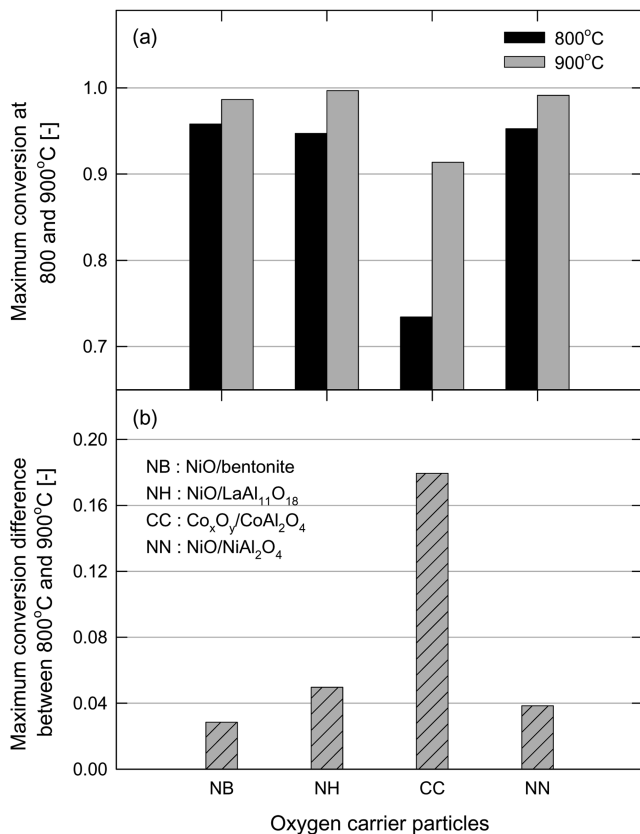 (a)
800°C
900°C
Maximum conversion at
800 and 900°C [-]
1.0
0.9
0.8
0.7
(b)
Maximum conversion difference
between 800°C and 900°C [-]
0.20
0.16
0.12
0.08
0.04
0.00
NB : NiO/bentonite
NH : NiO/LaAl₁₁O₁₈
CC : CoₓOᵧ/CoAl₂O₄
NN : NiO/NiAl₂O₄
NB NH CC NN
Oxygen carrier particles